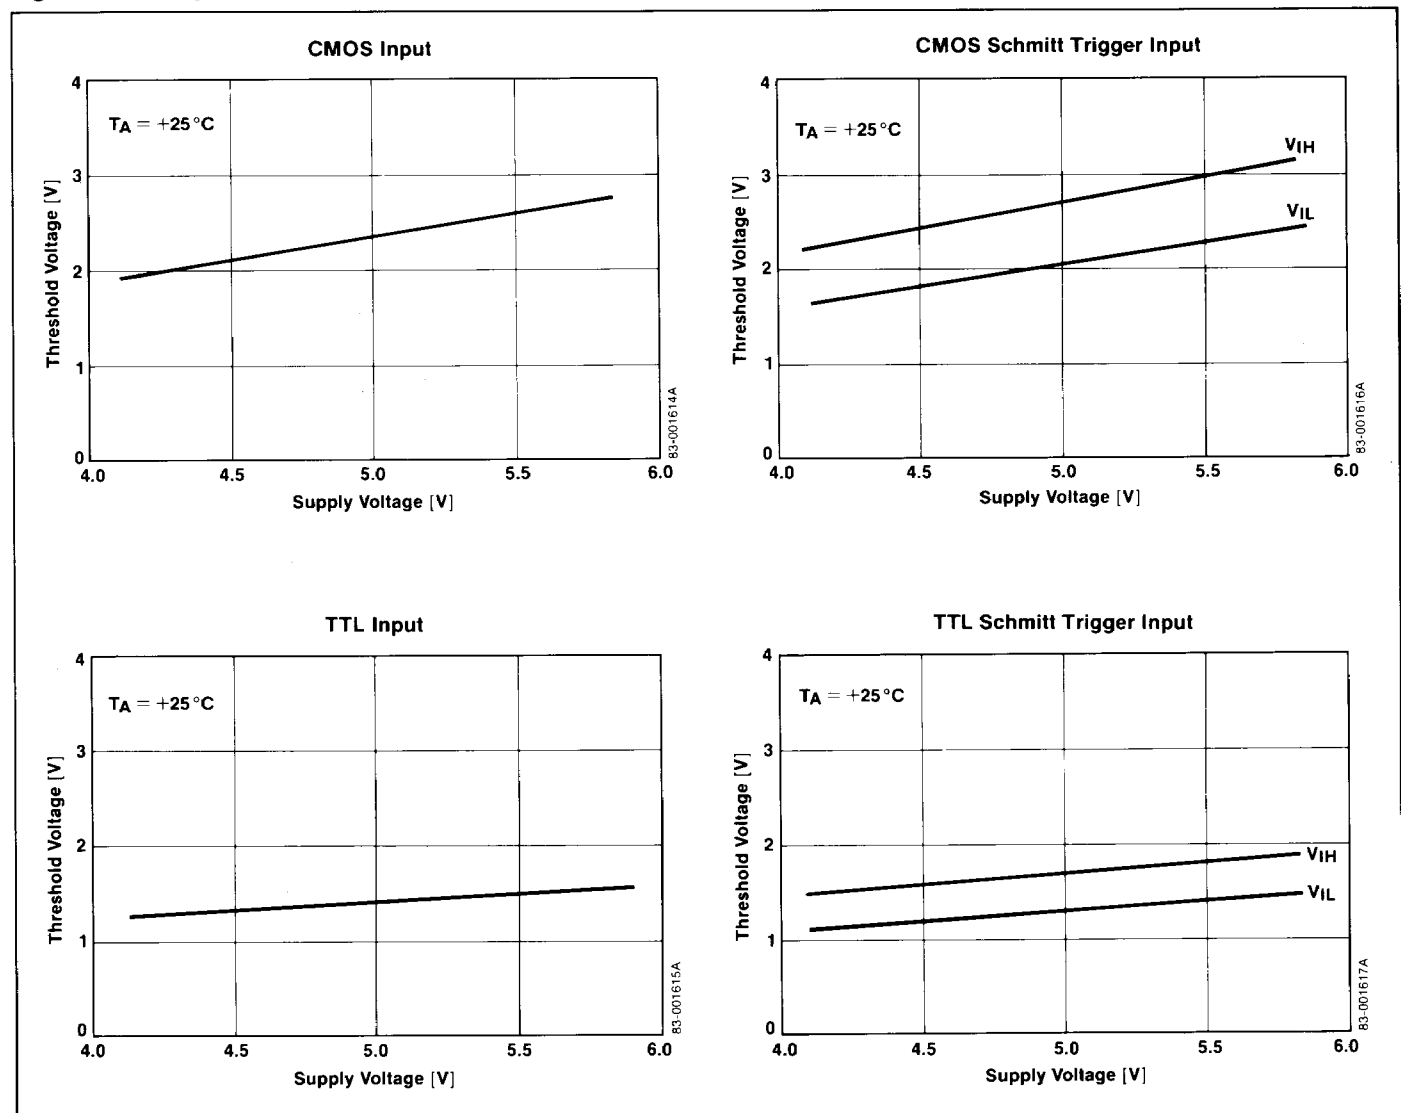 CMOS Input
4
3
2
1
0
TA = +25°C
Threshold Voltage [V]
4.0 4.5 5.0 5.5 6.0
Supply Voltage [V]
83-001614A
CMOS Schmitt Trigger Input
4
3
2
1
0
TA = +25°C
VIH
VIL
Threshold Voltage [V]
4.0 4.5 5.0 5.5 6.0
Supply Voltage [V]
83-001616A
TTL Input
4
3
2
1
0
TA = +25°C
Threshold Voltage [V]
4.0 4.5 5.0 5.5 6.0
Supply Voltage [V]
83-001615A
TTL Schmitt Trigger Input
4
3
2
1
0
TA = +25°C
VIH
VIL
Threshold Voltage [V]
4.0 4.5 5.0 5.5 6.0
Supply Voltage [V]
83-001617A